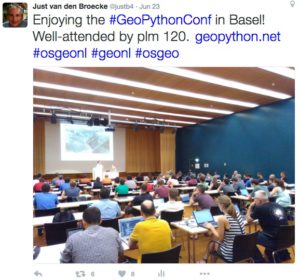 Just van den Broecke @justb4 · Jun 23
Enjoying the #GeoPythonConf in Basel!
Well-attended by plm 120. geopython.net
#osgeonl #geonl #osgeo
6
8